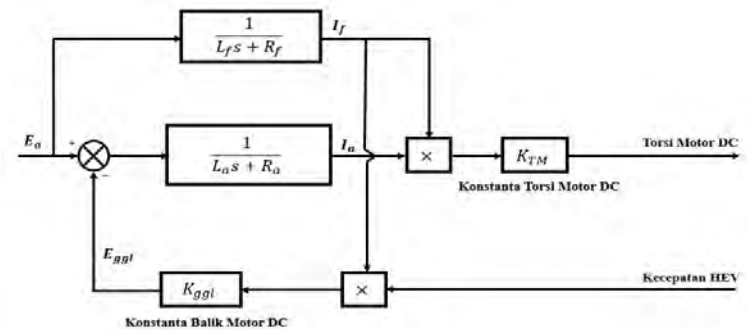 1
L_f s + R_f
I_f
E_a
+
−
1
L_a s + R_a
I_a
×
K_TM
Torsi Motor DC
Konstanta Torsi Motor DC
E_ggl
K_ggl
×
Kecepatan HEV
Konstanta Balik Motor DC